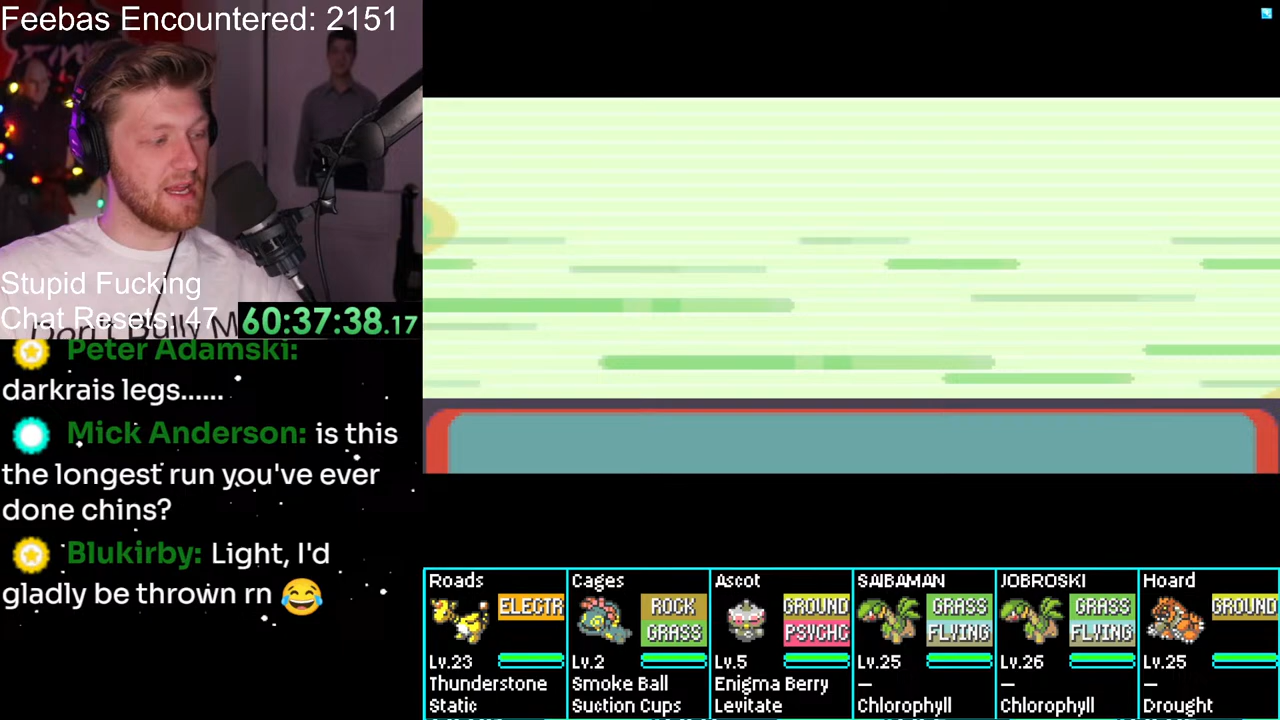 Feebas Encountered: 2151
Stupid Fucking
Chat Resets: 47
60:37:38.17
Don't Bully M
Peter Adamski:
darkrais legs......
Mick Anderson: is this
the longest run you've ever
done chins?
Blukirby: Light, I'd
gladly be thrown rn 😂
Roads
ELECTR
Lv.23
Thunderstone
Static
Cages
ROCK
GRASS
Lv.2
Smoke Ball
Suction Cups
Ascot
GROUND
PSYCHC
Lv.5
Enigma Berry
Levitate
SAIBAMAN
GRASS
FLYING
Lv.25
—
Chlorophyll
JOBROSKI
GRASS
FLYING
Lv.26
—
Chlorophyll
Hoard
GROUND
Lv.25
—
Drought